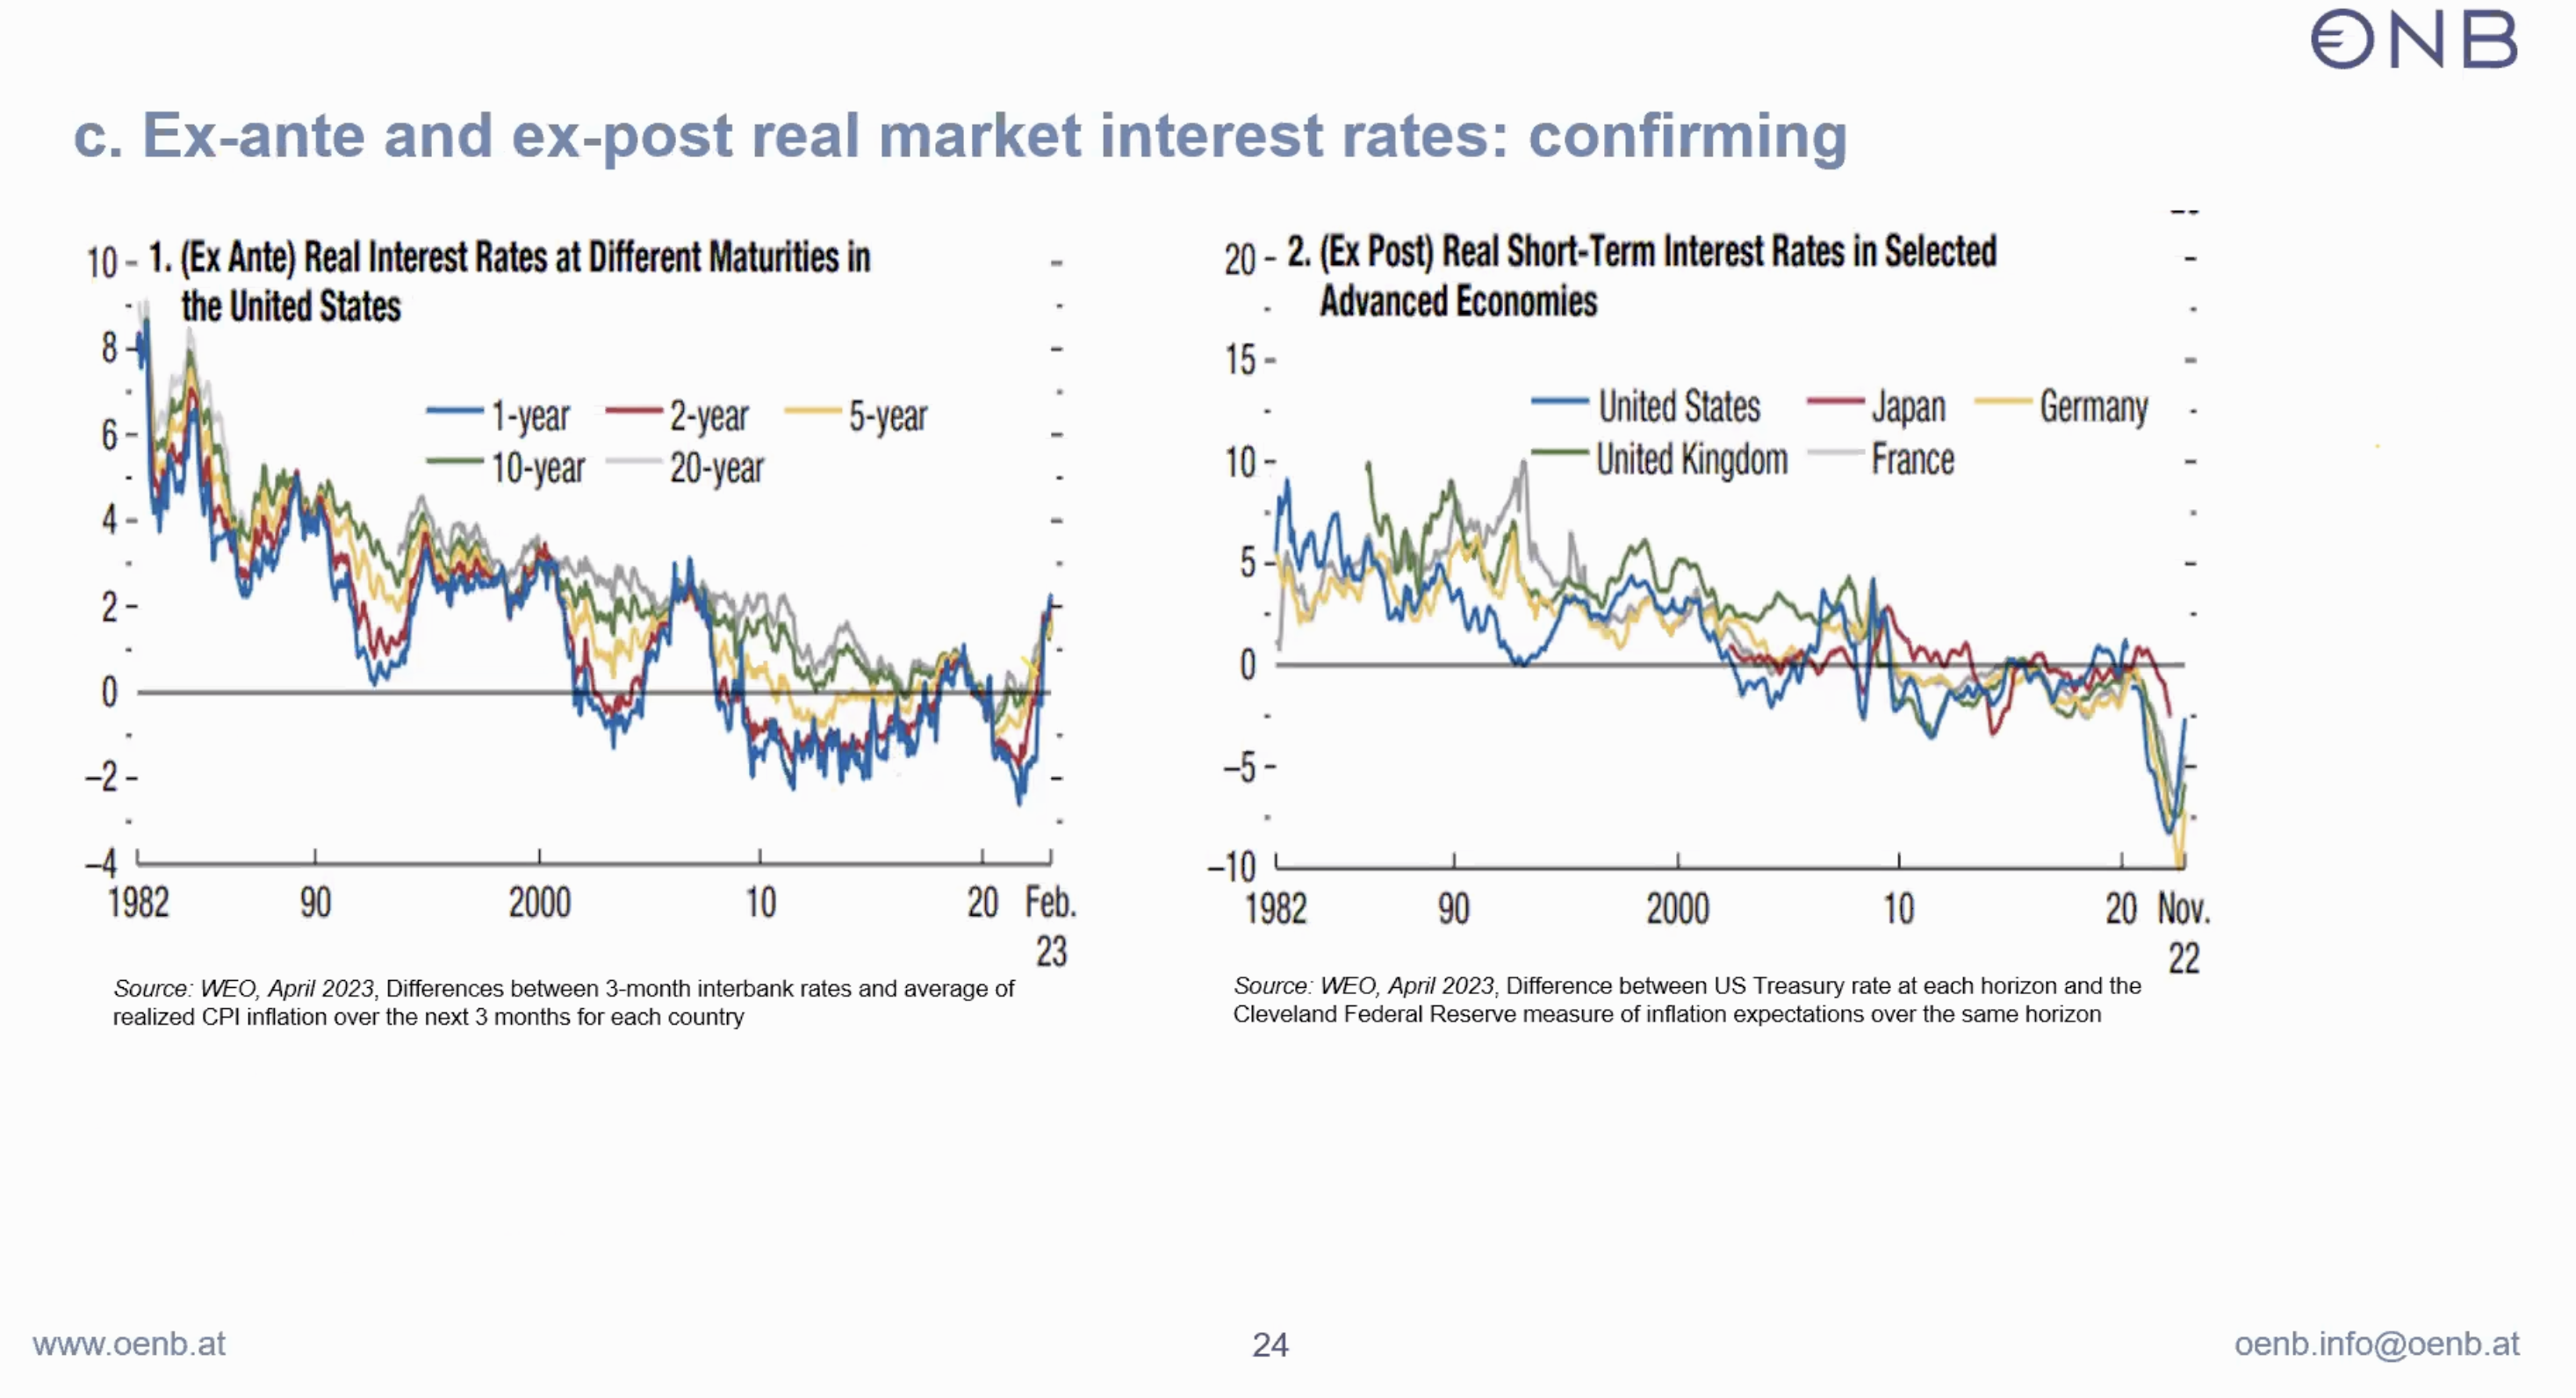 €NB
c. Ex-ante and ex-post real market interest rates: confirming
1. (Ex Ante) Real Interest Rates at Different Maturities in
the United States
10
8
6
4
2
0
–2
–4
1-year 2-year 5-year
10-year 20-year
1982 90 2000 10 20 Feb.
23
Source: WEO, April 2023, Differences between 3-month interbank rates and average of
realized CPI inflation over the next 3 months for each country
2. (Ex Post) Real Short-Term Interest Rates in Selected
Advanced Economies
20
15
10
5
0
–5
–10
United States Japan Germany
United Kingdom France
1982 90 2000 10 20 Nov.
22
Source: WEO, April 2023, Difference between US Treasury rate at each horizon and the
Cleveland Federal Reserve measure of inflation expectations over the same horizon
www.oenb.at
24
oenb.info@oenb.at